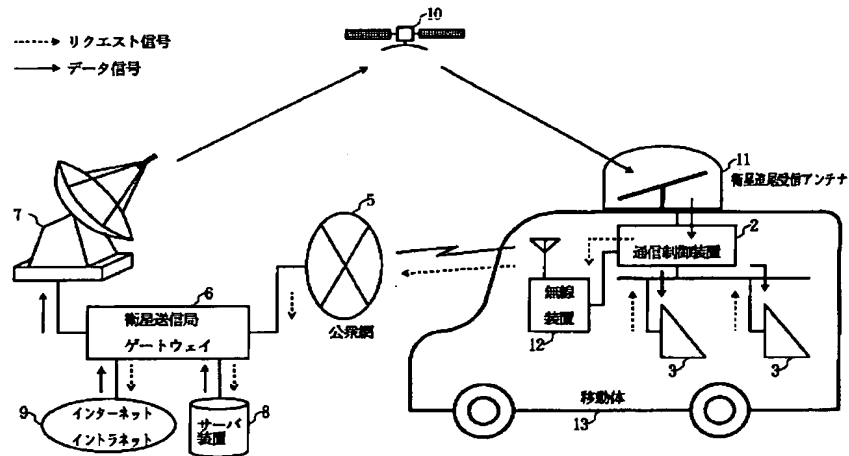 10
リクエスト信号
データ信号
11
衛星追尾受信アンテナ
7
5
2
通信制御装置
6
衛星送信局
ゲートウェイ
公衆網
無線
装置
12
3
3
9
インターネット
イントラネット
サーバ
装置
8
移動体
13